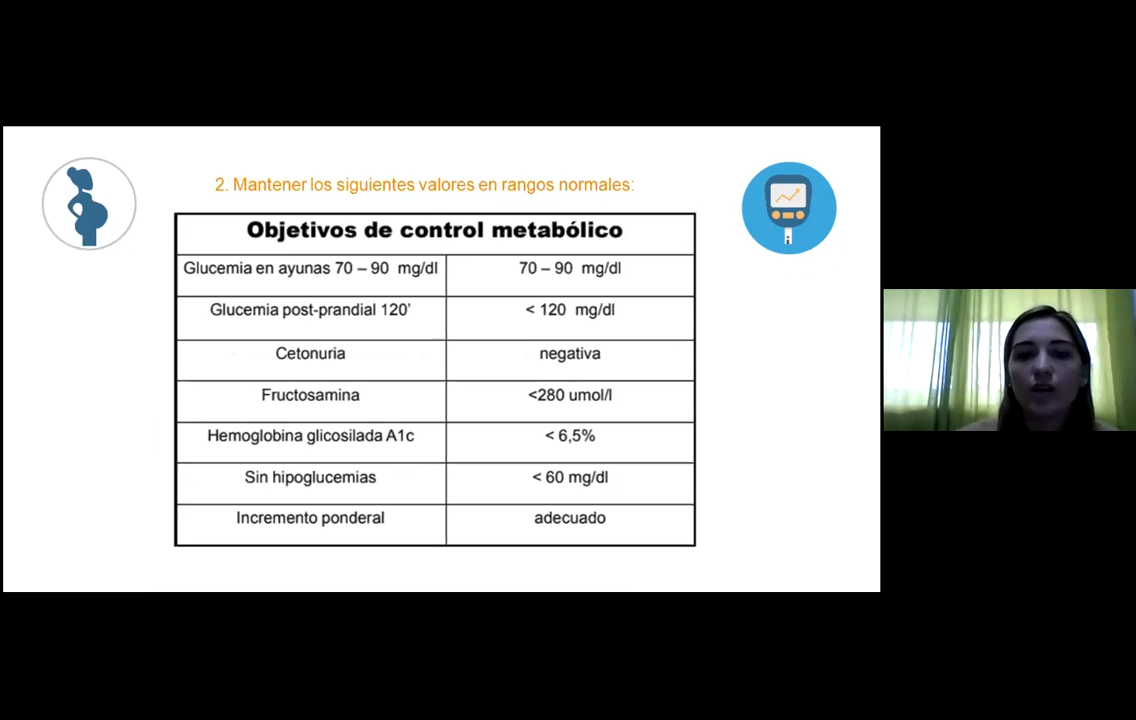 2. Mantener los siguientes valores en rangos normales:
Objetivos de control metabólico
Glucemia en ayunas 70 – 90 mg/dl 70 – 90 mg/dl
Glucemia post-prandial 120’ < 120 mg/dl
Cetonuria negativa
Fructosamina <280 umol/l
Hemoglobina glicosilada A1c < 6,5%
Sin hipoglucemias < 60 mg/dl
Incremento ponderal adecuado